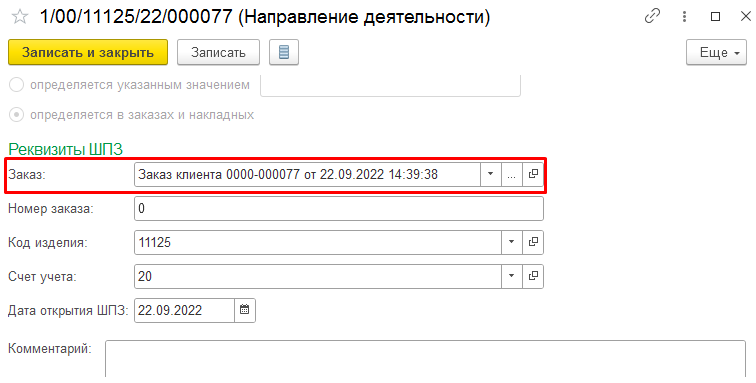 1/00/11125/22/000077 (Направление деятельности)
Записать и закрыть Записать Еще
определяется указанным значением
определяется в заказах и накладных
Реквизиты ШПЗ
Заказ: Заказ клиента 0000-000077 от 22.09.2022 14:39:38 ...
Номер заказа: 0
Код изделия: 11125
Счет учета: 20
Дата открытия ШПЗ: 22.09.2022
Комментарий: